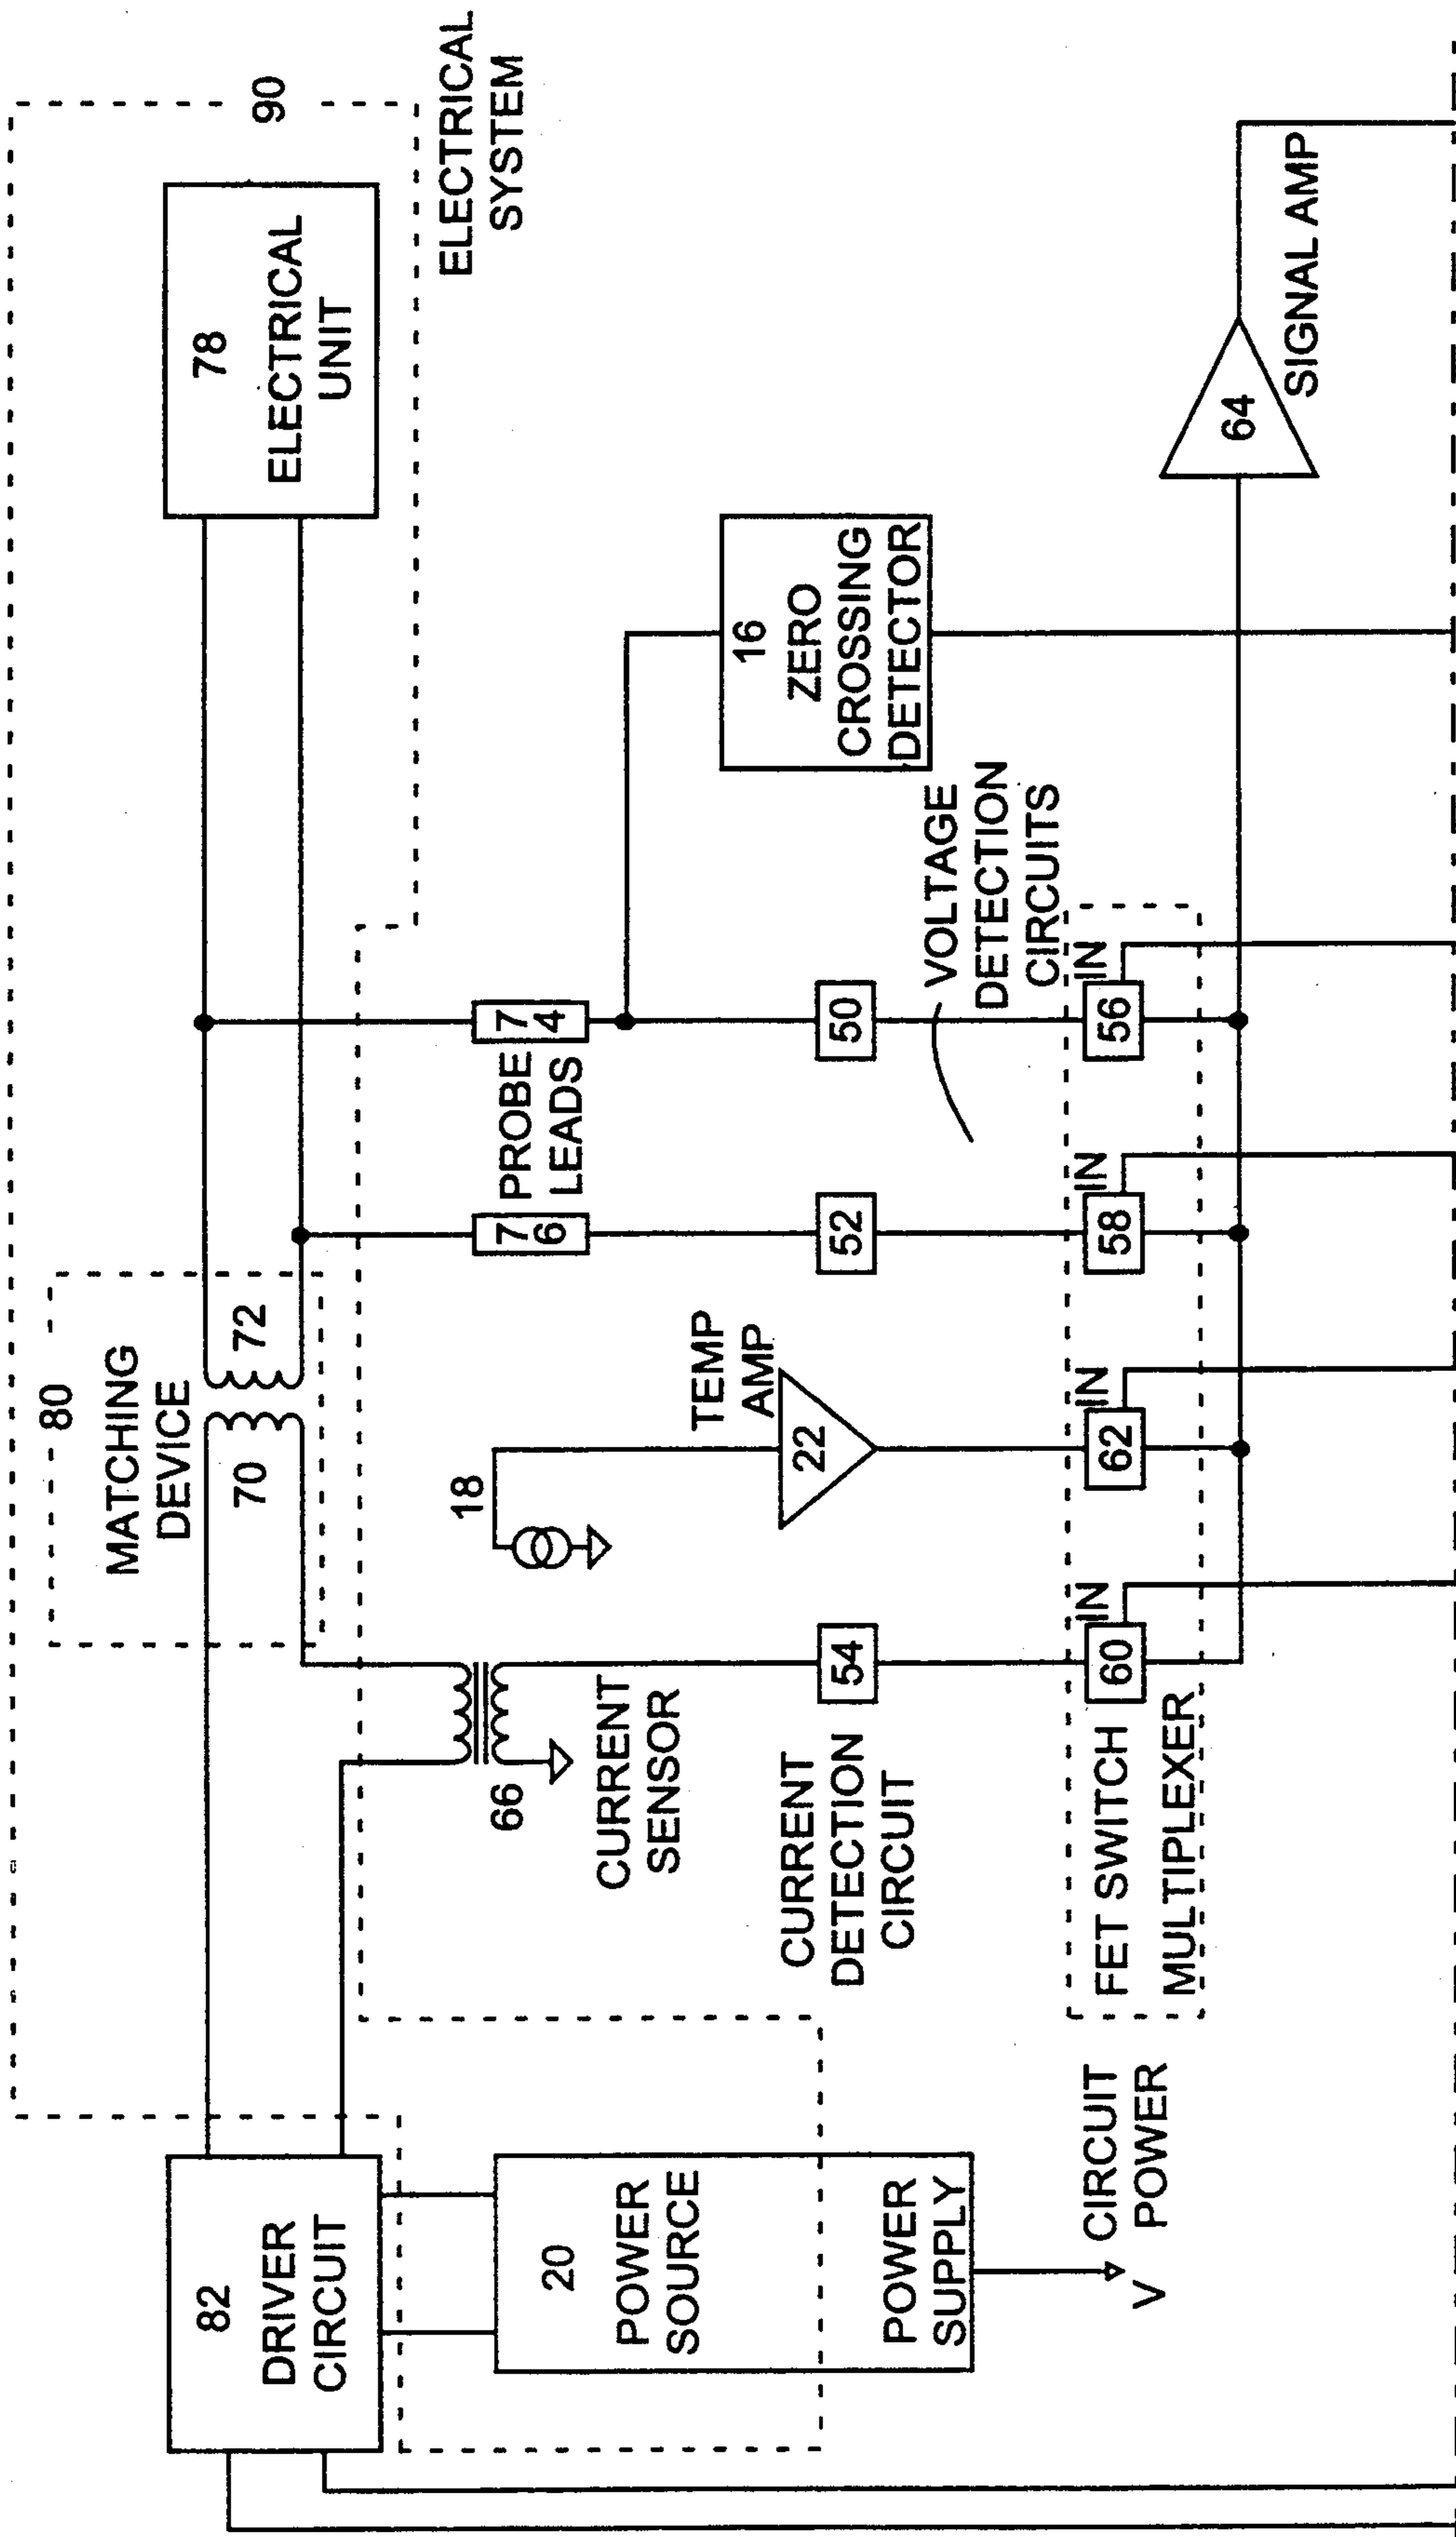 90
ELECTRICAL
SYSTEM
80
MATCHING
DEVICE
70
72
78
ELECTRICAL
UNIT
82
DRIVER
CIRCUIT
20
POWER
SOURCE
POWER
SUPPLY
V
CIRCUIT
POWER
66
CURRENT
SENSOR
18
TEMP
AMP
22
76
PROBE
LEADS
74
16
ZERO
CROSSING
DETECTOR
CURRENT
DETECTION
CIRCUIT
54
52
50
VOLTAGE
DETECTION
CIRCUITS
FET SWITCH
MULTIPLEXER
60
IN
62
IN
58
IN
56
IN
64
SIGNAL AMP